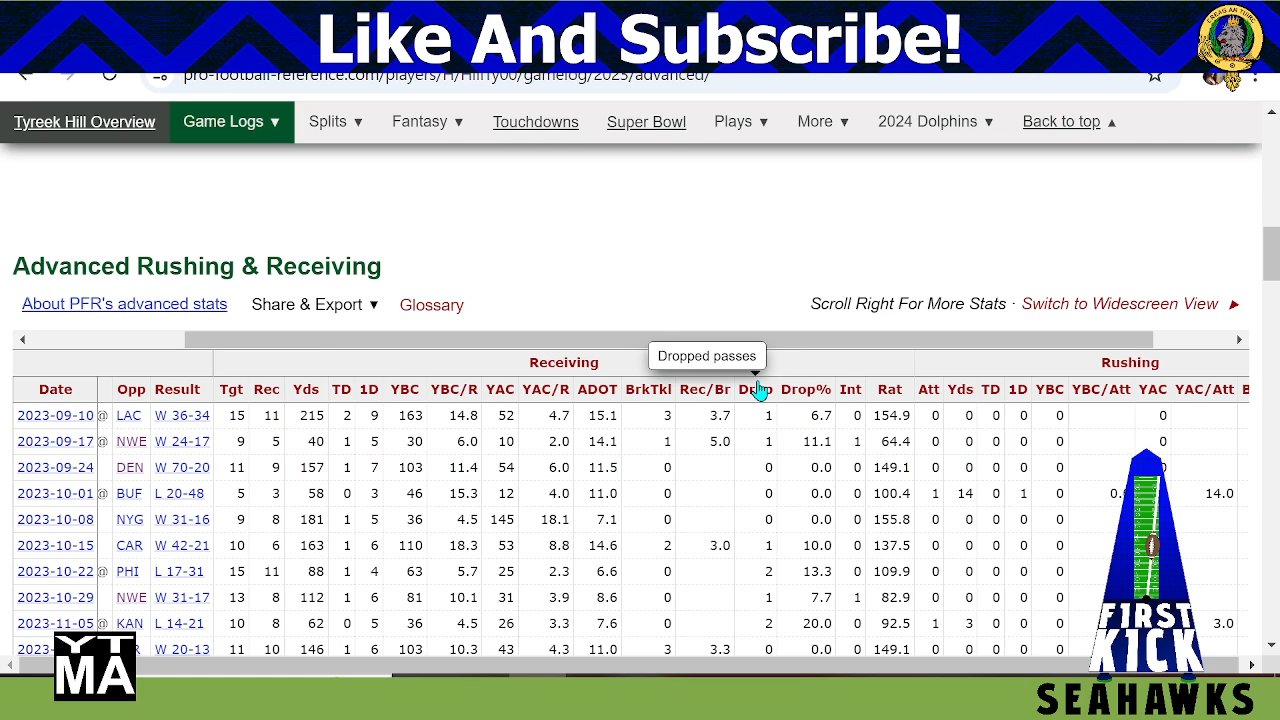 Like And Subscribe!
pro-football-reference.com/players/H/HillTy00/gamelog/2023/advanced/
Tyreek Hill Overview Game Logs ▼ Splits ▼ Fantasy ▼ Touchdowns Super Bowl Plays ▼ More ▼ 2024 Dolphins ▼ Back to top ▲
Advanced Rushing & Receiving
About PFR's advanced stats Share & Export ▼ Glossary Scroll Right For More Stats · Switch to Widescreen View ►
Dropped passes
Receiving Rushing
Date Opp Result Tgt Rec Yds TD 1D YBC YBC/R YAC YAC/R ADOT BrkTkl Rec/Br Drop Drop% Int Rat Att Yds TD 1D YBC YBC/Att YAC YAC/Att
2023-09-10 @ LAC W 36-34 15 11 215 2 9 163 14.8 52 4.7 15.1 3 3.7 1 6.7 0 154.9 0 0 0 0 0 0
2023-09-17 @ NWE W 24-17 9 5 40 1 5 30 6.0 10 2.0 14.1 1 5.0 1 11.1 1 64.4 0 0 0 0 0 0
2023-09-24 DEN W 70-20 11 9 157 1 7 103 11.4 54 6.0 11.5 0 0 0.0 0 149.1 0 0 0 0 0
2023-10-01 @ BUF L 20-48 5 3 58 0 3 46 15.3 12 4.0 11.0 0 0 0.0 0 100.4 1 14 0 1 0 14.0
2023-10-08 NYG W 31-16 9 8 181 1 5 36 4.5 145 18.1 7.1 0 0 0.0 1 155.8 0 0 0 0 0
2023-10-15 CAR W 42-21 10 6 163 1 6 110 53 8.8 14.6 2 3.0 1 10.0 1 0 0 0 0 0
2023-10-22 @ PHI L 17-31 15 11 88 1 4 63 5.7 25 2.3 6.6 0 2 13.3 1 0 0 0 0 0
2023-10-29 NWE W 31-17 13 8 112 1 6 81 10.1 31 3.9 8.6 0 1 7.7 1 0 0 0 0 0
2023-11-05 @ KAN L 14-21 10 8 62 0 5 36 4.5 26 3.3 7.6 0 2 20.0 0 92.5 1 3 0 0 0 3.0
W 20-13 11 10 146 1 6 103 10.3 43 4.3 11.0 3 3.3 0 0.0 0 149.1 0 0 0 0 0
YT
MA
FIRST
KICK
SEAHAWKS